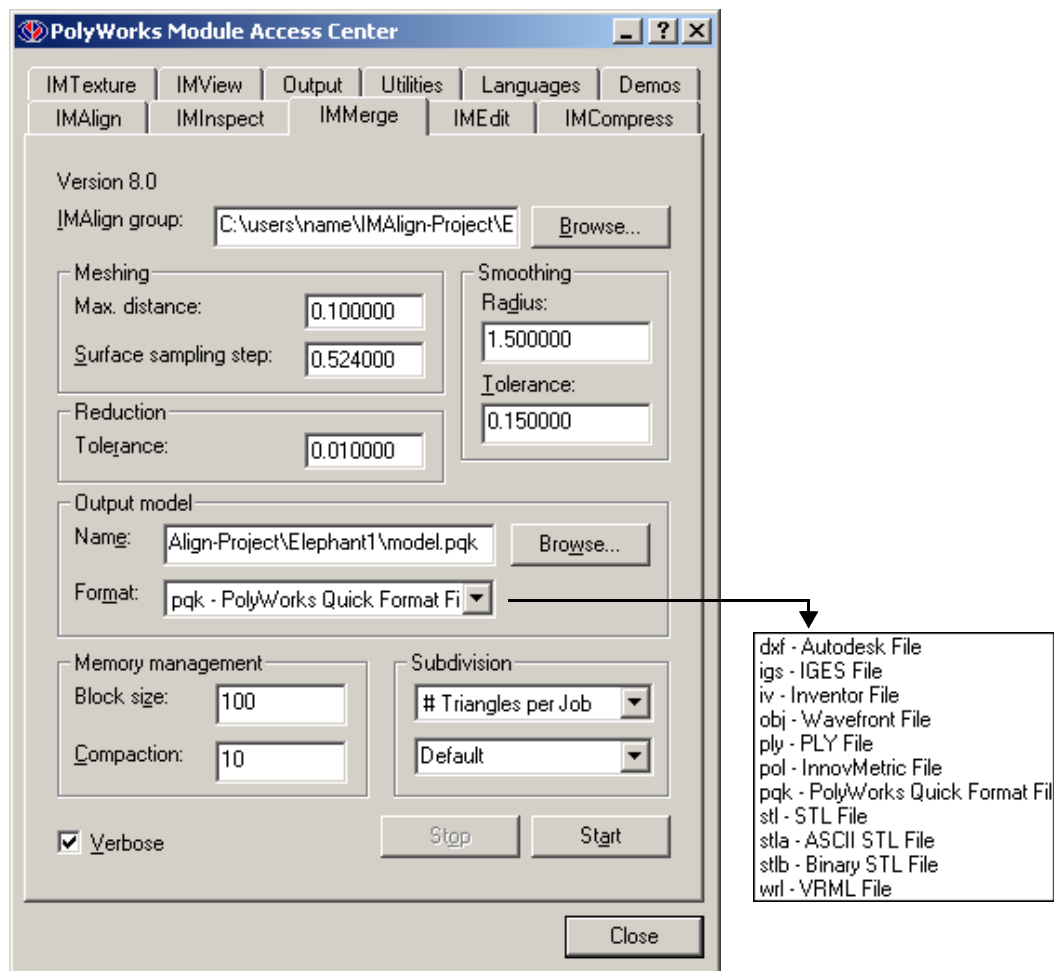 PolyWorks Module Access Center
IMTexture IMView Output Utilities Languages Demos
IMAlign IMInspect IMMerge IMEdit IMCompress
Version 8.0
IMAlign group: C:\users\name\IMAlign-Project\E Browse...
Meshing
Max. distance: 0.100000
Surface sampling step: 0.524000
Smoothing
Radius:
1.500000
Tolerance:
0.150000
Reduction
Tolerance: 0.010000
Output model
Name: Align-Project\Elephant1\model.pqk Browse...
Format: pqk - PolyWorks Quick Format Fi
dxf - Autodesk File
igs - IGES File
iv - Inventor File
obj - Wavefront File
ply - PLY File
pol - InnovMetric File
pqk - PolyWorks Quick Format Fil
stl - STL File
stla - ASCII STL File
stlb - Binary STL File
wrl - VRML File
Memory management
Block size: 100
Compaction: 10
Subdivision
# Triangles per Job
Default
Verbose Stop Start
Close